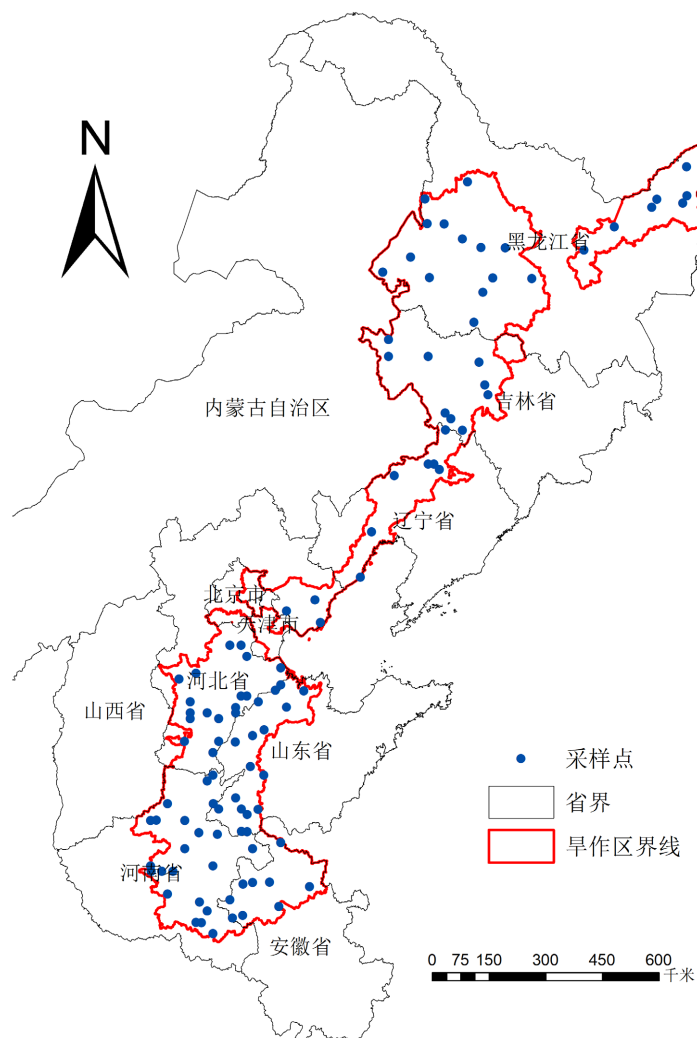 N
黑龙江省
内蒙古自治区
吉林省
辽宁省
北京市
天津市
河北省
山西省
山东省
采样点
省界
旱作区界线
河南省
安徽省
0 75 150 300 450 600
千米